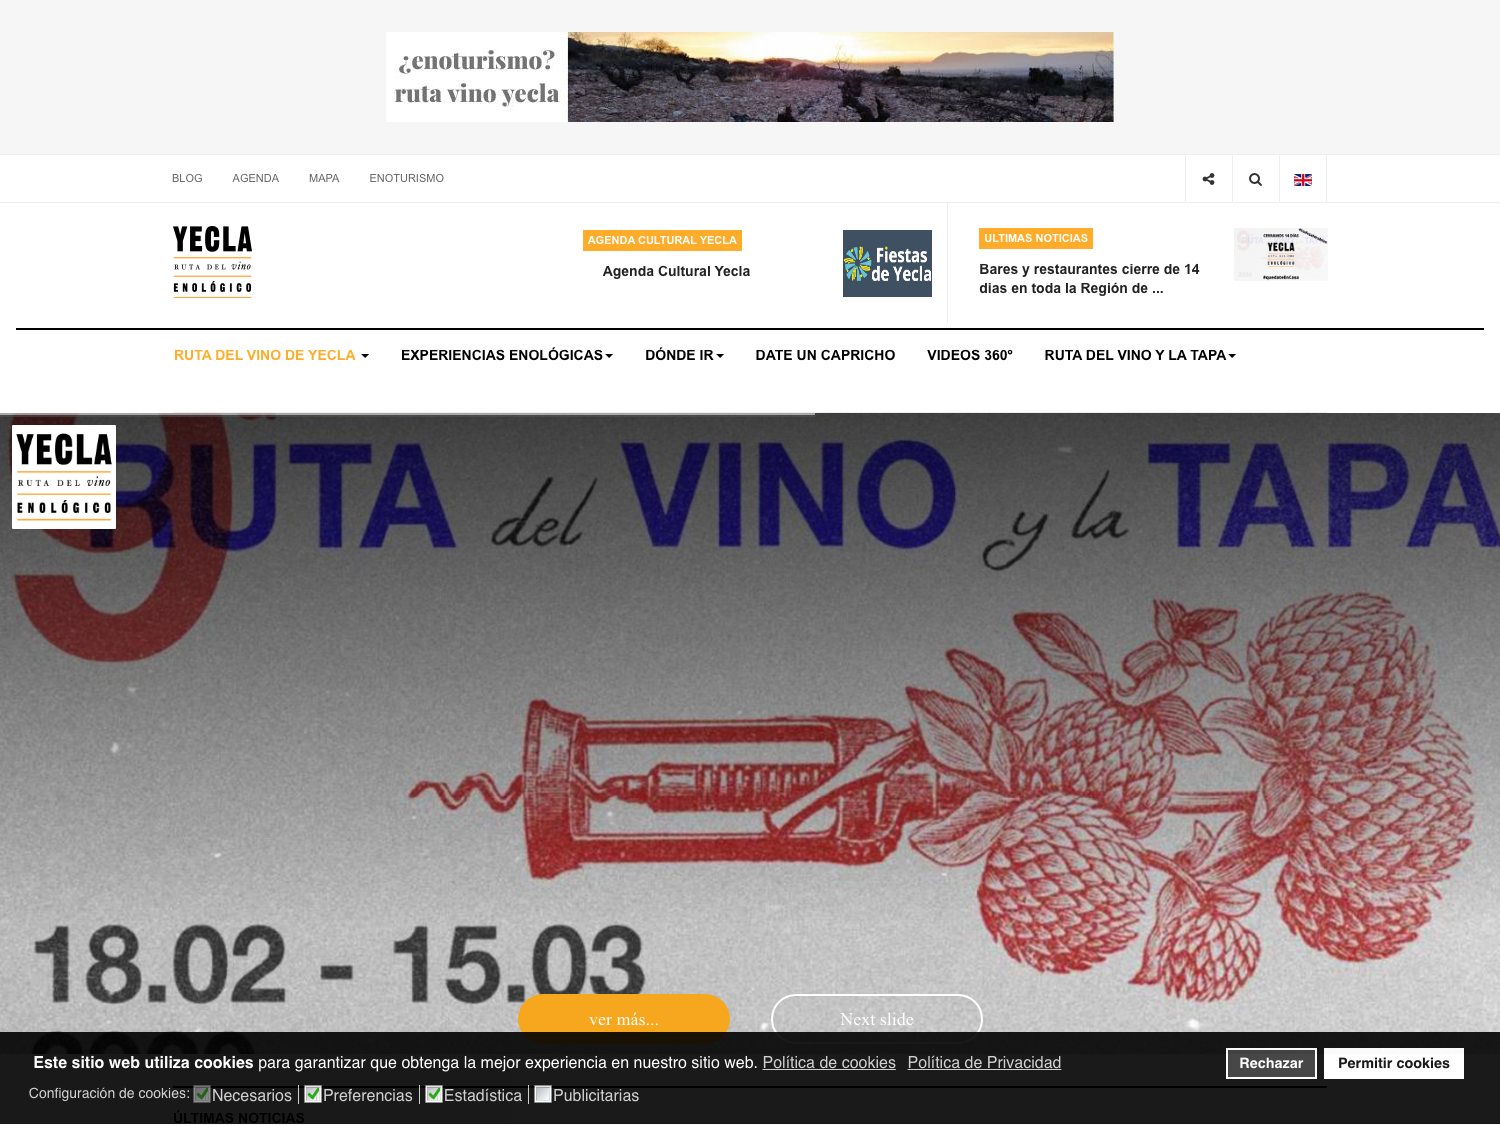 ¿enoturismo?
ruta vino yecla
BLOG AGENDA MAPA ENOTURISMO
YECLA
RUTA DEL vino
ENOLÓGICO
AGENDA CULTURAL YECLA
Agenda Cultural Yecla
Fiestas
de Yecla
ULTIMAS NOTICIAS
Bares y restaurantes cierre de 14
dias en toda la Región de ...
YECLA
RUTA DEL VINO DE YECLA EXPERIENCIAS ENOLÓGICAS DÓNDE IR DATE UN CAPRICHO VIDEOS 360º RUTA DEL VINO Y LA TAPA
YECLA
RUTA DEL vino
ENOLÓGICO
9ª
RUTA del VINO y la TAPA
18.02 - 15.03
ver más... Next slide
Este sitio web utiliza cookies para garantizar que obtenga la mejor experiencia en nuestro sitio web. Política de cookies Política de Privacidad
Rechazar Permitir cookies
Configuración de cookies: Necesarios Preferencias Estadística Publicitarias
ÚLTIMAS NOTICIAS